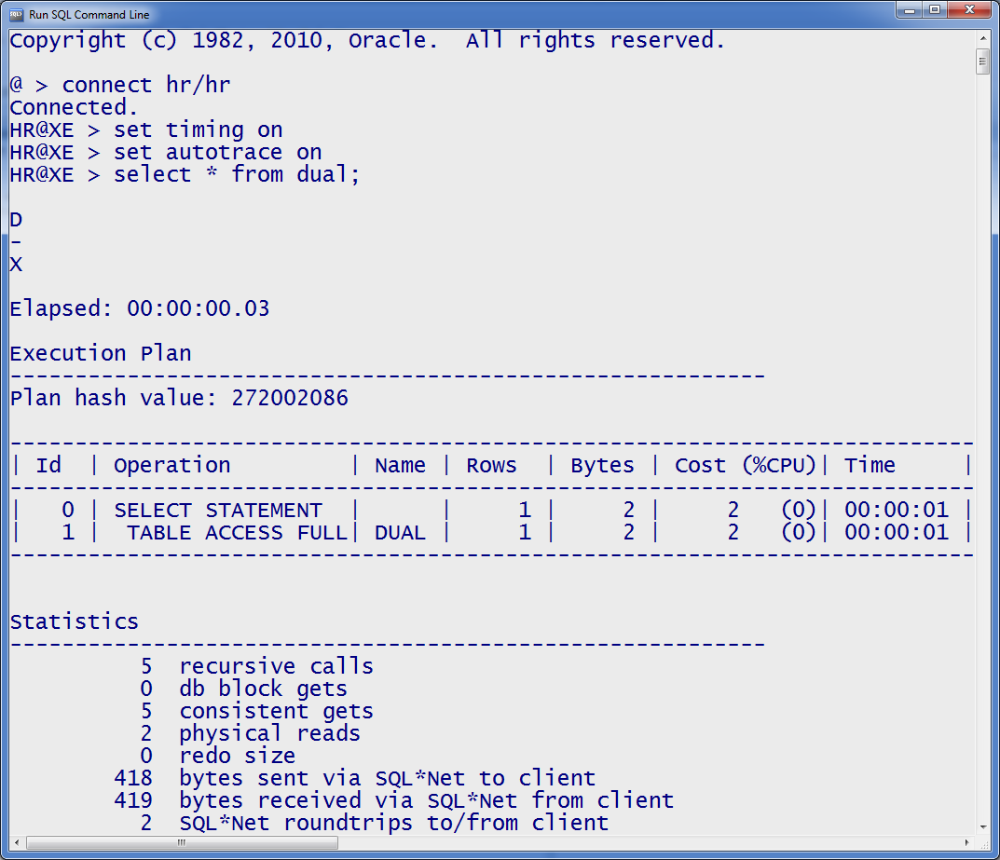 Run SQL Command Line
Copyright (c) 1982, 2010, Oracle.  All rights reserved.
@ > connect hr/hr
Connected.
HR@XE > set timing on
HR@XE > set autotrace on
HR@XE > select * from dual;
D
-
X
Elapsed: 00:00:00.03
Execution Plan
----------------------------------------------------------
Plan hash value: 272002086
--------------------------------------------------------------------------
| Id  | Operation         | Name | Rows  | Bytes | Cost (%CPU)| Time     |
--------------------------------------------------------------------------
|   0 | SELECT STATEMENT  |      |     1 |     2 |     2   (0)| 00:00:01 |
|   1 |  TABLE ACCESS FULL| DUAL |     1 |     2 |     2   (0)| 00:00:01 |
--------------------------------------------------------------------------
Statistics
----------------------------------------------------------
          5  recursive calls
          0  db block gets
          5  consistent gets
          2  physical reads
          0  redo size
        418  bytes sent via SQL*Net to client
        419  bytes received via SQL*Net from client
          2  SQL*Net roundtrips to/from client